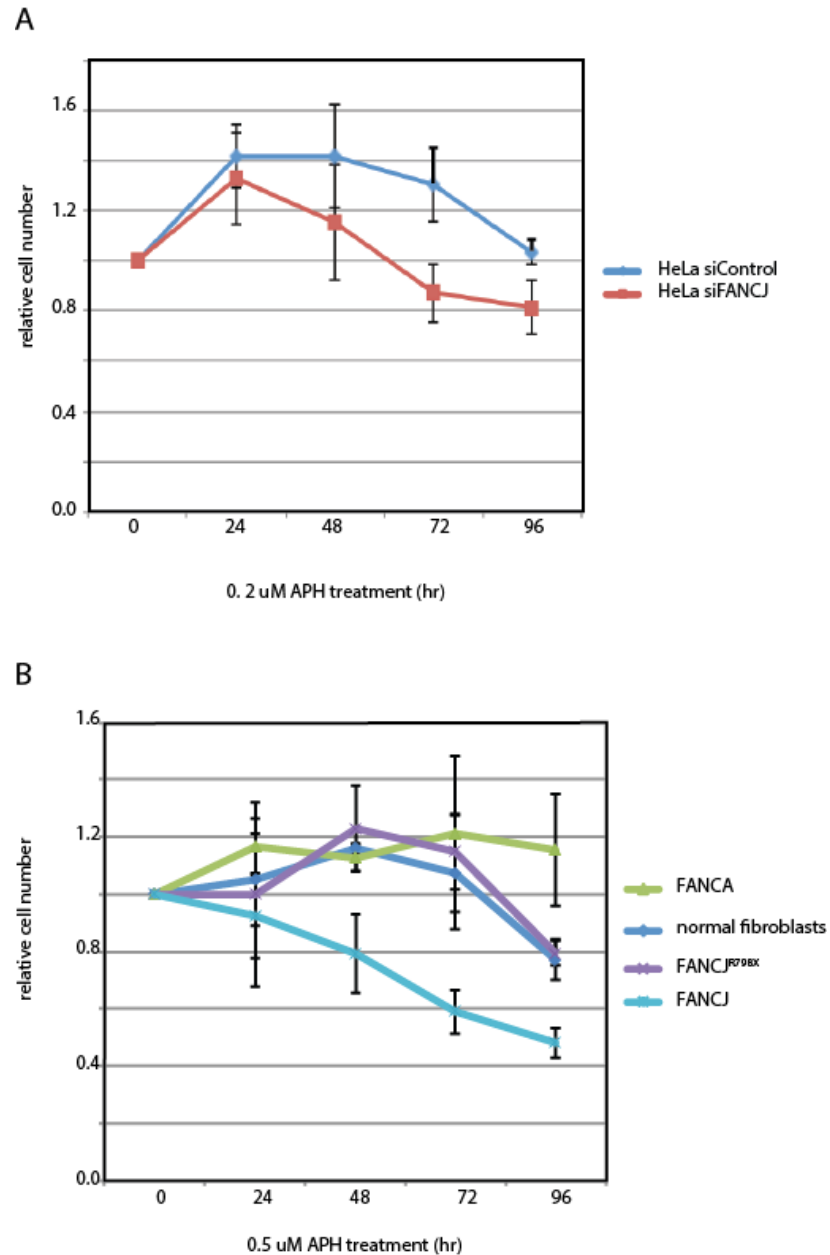 A
1.6
1.2
0.8
0.4
0.0
relative cell number
0 24 48 72 96
0. 2 uM APH treatment (hr)
HeLa siControl
HeLa siFANCJ
B
1.6
1.2
0.8
0.4
0.0
relative cell number
0 24 48 72 96
0.5 uM APH treatment (hr)
FANCA
normal fibroblasts
FANCJR798X
FANCJ